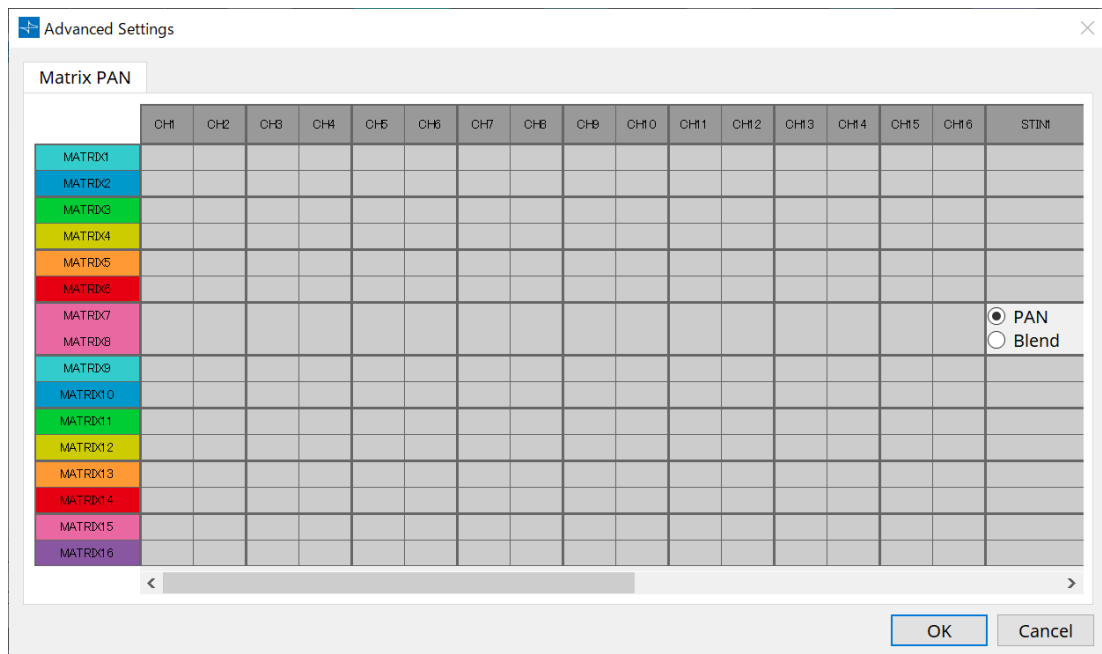 Advanced Settings
Matrix PAN
CH1 CH2 CH3 CH4 CH5 CH6 CH7 CH8 CH9 CH10 CH11 CH12 CH13 CH14 CH15 CH16 STIN1
MATRIX1
MATRIX2
MATRIX3
MATRIX4
MATRIX5
MATRIX6
MATRIX7 PAN
MATRIX8 Blend
MATRIX9
MATRIX10
MATRIX11
MATRIX12
MATRIX13
MATRIX14
MATRIX15
MATRIX16
OK Cancel